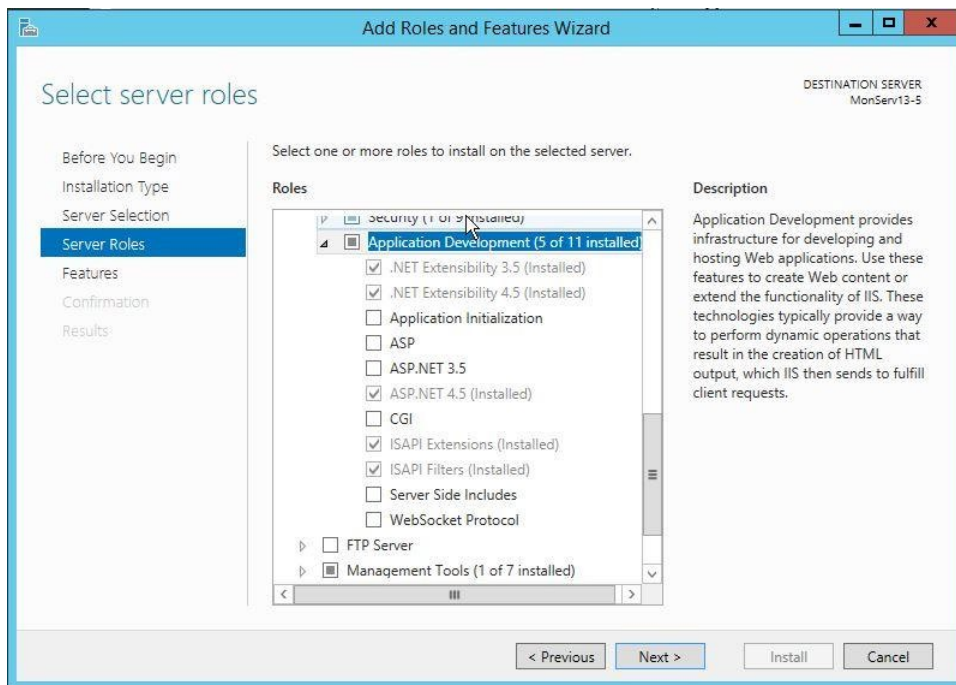 Add Roles and Features Wizard
Select server roles
DESTINATION SERVER
MonServ13-5
Before You Begin
Installation Type
Server Selection
Server Roles
Features
Confirmation
Results
Select one or more roles to install on the selected server.
Roles
Security (1 of 9 installed)
Application Development (5 of 11 installed)
.NET Extensibility 3.5 (Installed)
.NET Extensibility 4.5 (Installed)
Application Initialization
ASP
ASP.NET 3.5
ASP.NET 4.5 (Installed)
CGI
ISAPI Extensions (Installed)
ISAPI Filters (Installed)
Server Side Includes
WebSocket Protocol
FTP Server
Management Tools (1 of 7 installed)
Description
Application Development provides
infrastructure for developing and
hosting Web applications. Use these
features to create Web content or
extend the functionality of IIS. These
technologies typically provide a way
to perform dynamic operations that
result in the creation of HTML
output, which IIS then sends to fulfill
client requests.
< Previous
Next >
Install
Cancel